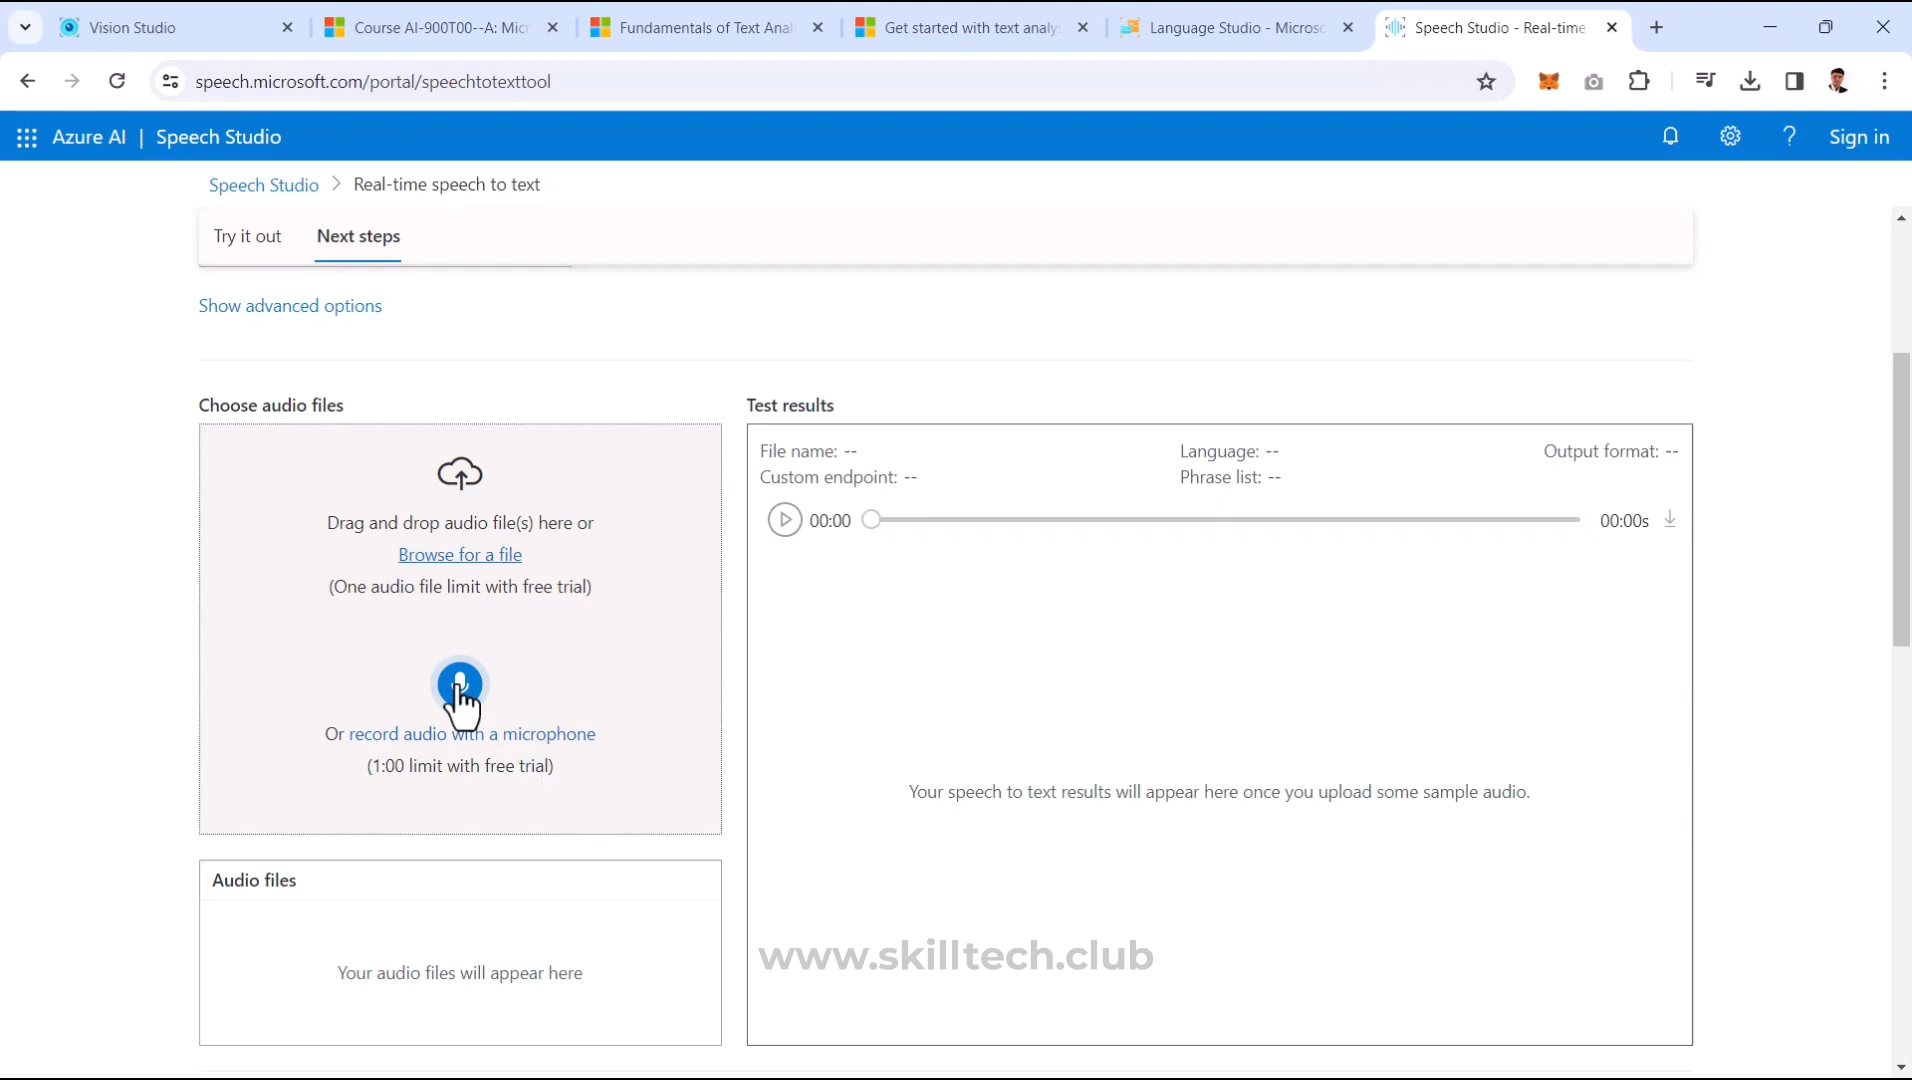 Vision Studio
Course AI-900T00--A: Mic
Fundamentals of Text Anal
Get started with text analys
Language Studio - Microsc
Speech Studio - Real-time
speech.microsoft.com/portal/speechtotexttool
Azure AI | Speech Studio
? Sign in
Speech Studio > Real-time speech to text
Try it out Next steps
Show advanced options
Choose audio files
Drag and drop audio file(s) here or
Browse for a file
(One audio file limit with free trial)
Or record audio with a microphone
(1:00 limit with free trial)
Audio files
Your audio files will appear here
Test results
File name: -- Language: -- Output format: --
Custom endpoint: -- Phrase list: --
00:00 00:00s
Your speech to text results will appear here once you upload some sample audio.
www.skilltech.club